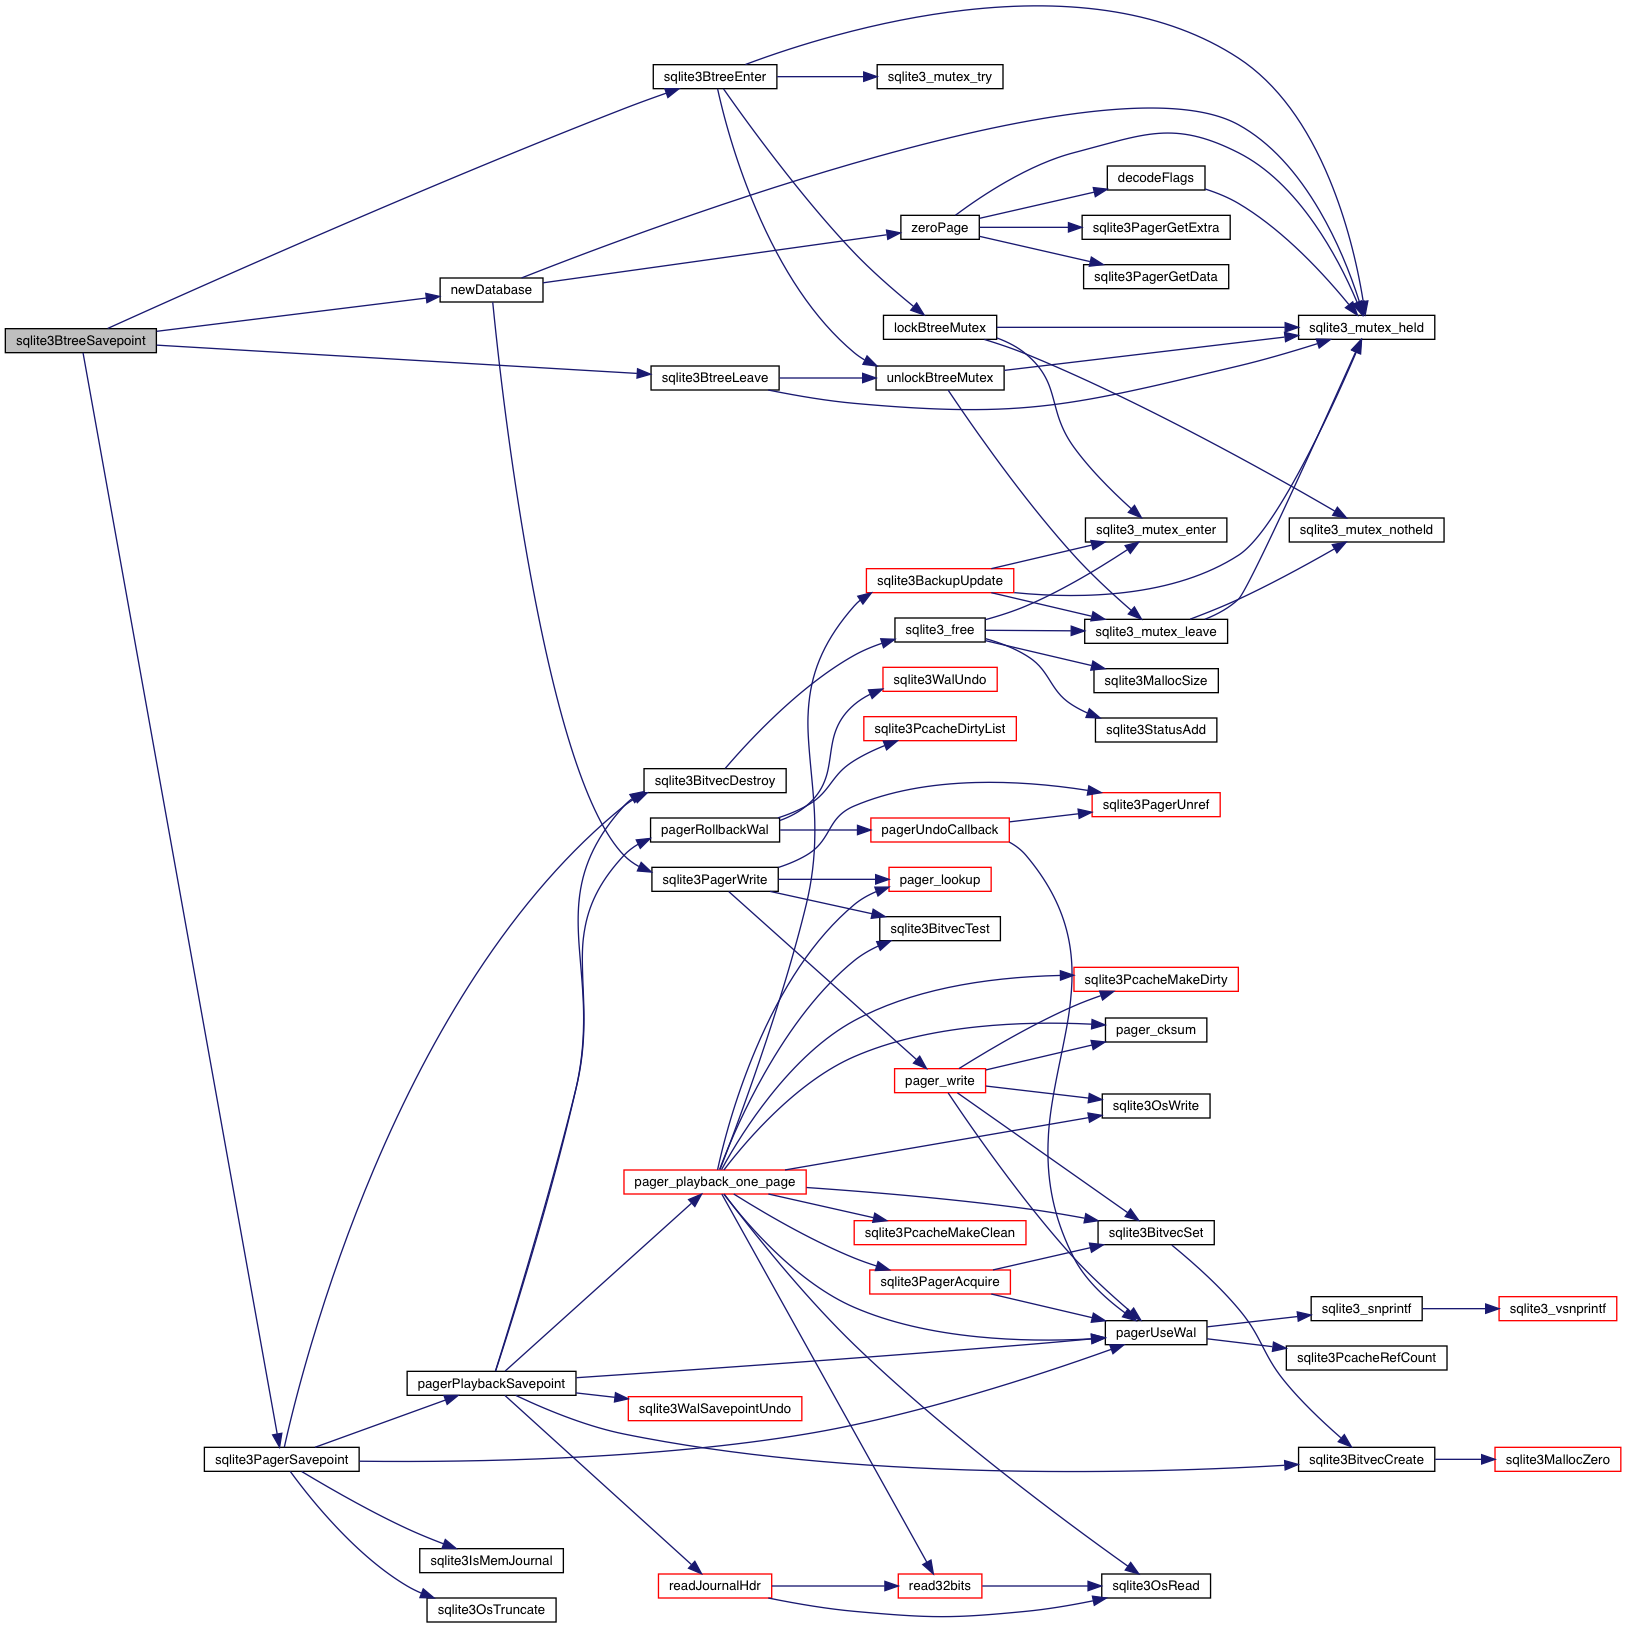 sqlite3BtreeEnter
sqlite3_mutex_try
decodeFlags
zeroPage
sqlite3PagerGetExtra
sqlite3PagerGetData
newDatabase
lockBtreeMutex
sqlite3_mutex_held
sqlite3BtreeSavepoint
sqlite3BtreeLeave
unlockBtreeMutex
sqlite3_mutex_enter
sqlite3_mutex_notheld
sqlite3BackupUpdate
sqlite3_free
sqlite3_mutex_leave
sqlite3WalUndo
sqlite3MallocSize
sqlite3PcacheDirtyList
sqlite3StatusAdd
sqlite3BitvecDestroy
sqlite3PagerUnref
pagerRollbackWal
pagerUndoCallback
sqlite3PagerWrite
pager_lookup
sqlite3BitvecTest
sqlite3PcacheMakeDirty
pager_cksum
pager_write
sqlite3OsWrite
pager_playback_one_page
sqlite3PcacheMakeClean
sqlite3BitvecSet
sqlite3PagerAcquire
sqlite3_snprintf
sqlite3_vsnprintf
pagerUseWal
sqlite3PcacheRefCount
pagerPlaybackSavepoint
sqlite3WalSavepointUndo
sqlite3PagerSavepoint
sqlite3BitvecCreate
sqlite3MallocZero
sqlite3IsMemJournal
readJournalHdr
read32bits
sqlite3OsRead
sqlite3OsTruncate